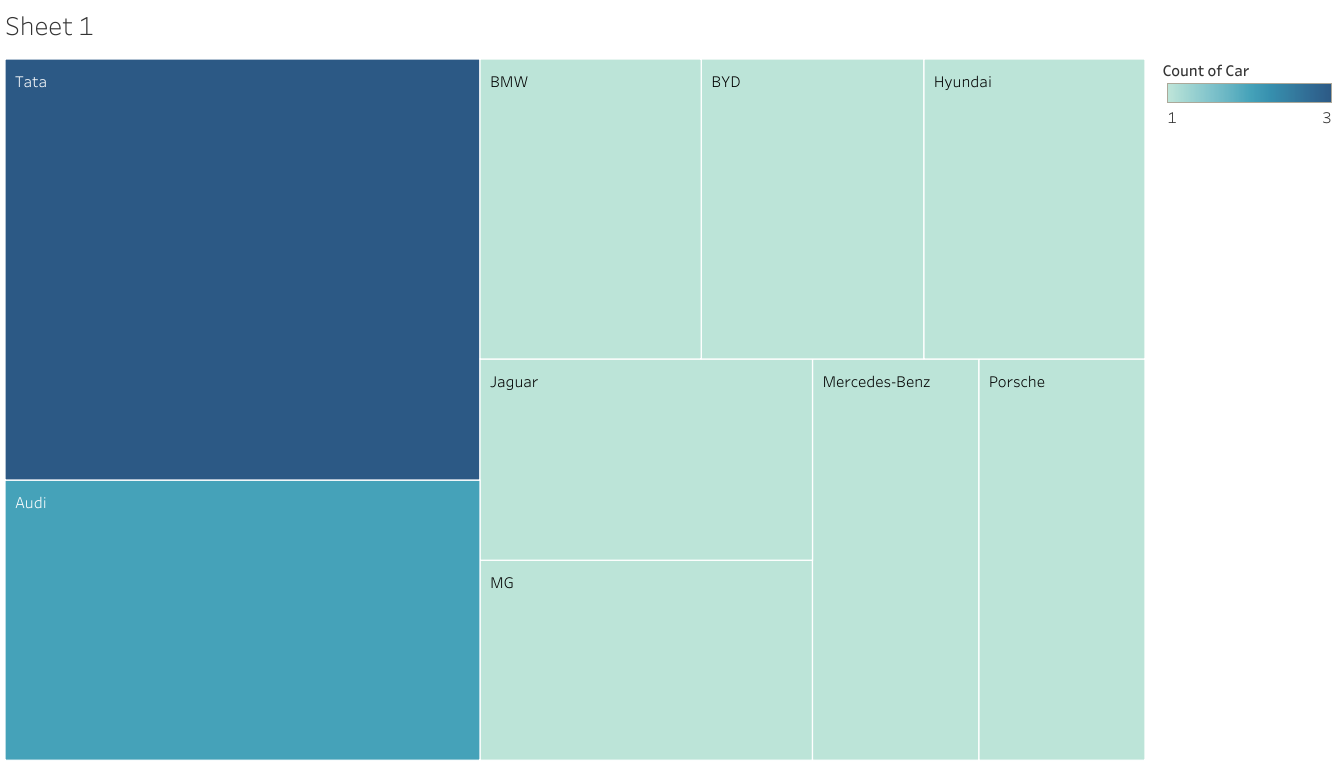 Sheet 1
Tata
BMW
BYD
Hyundai
Count of Car
1
3
Jaguar
Mercedes-Benz
Porsche
Audi
MG